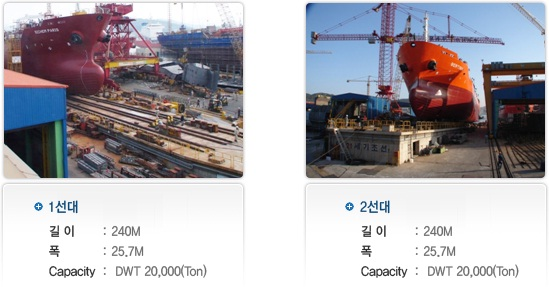 1선대
길 이 : 240M
폭 : 25.7M
Capacity : DWT 20,000(Ton)
2선대
길 이 : 240M
폭 : 25.7M
Capacity : DWT 20,000(Ton)